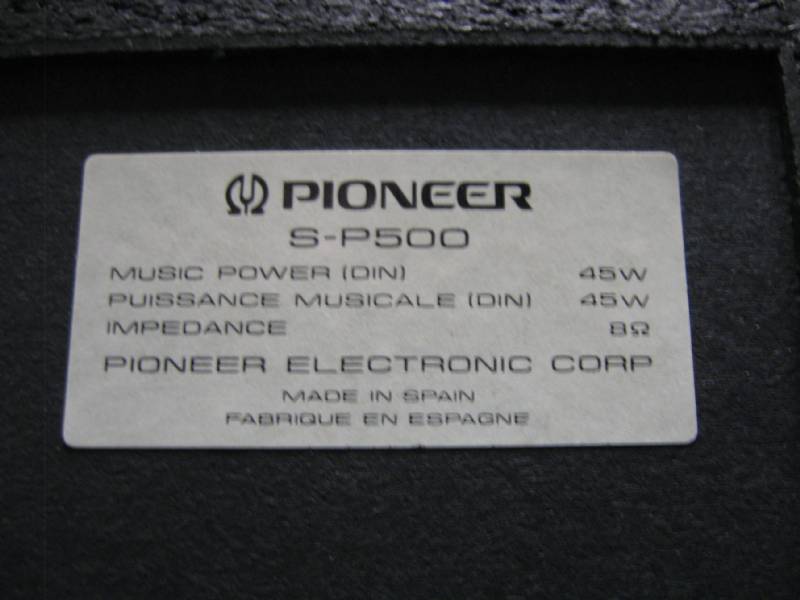 PIONEER
S-P500
MUSIC POWER (DIN) 45W
PUISSANCE MUSICALE (DIN) 45W
IMPEDANCE 8Ω
PIONEER ELECTRONIC CORP
MADE IN SPAIN
FABRIQUE EN ESPAGNE